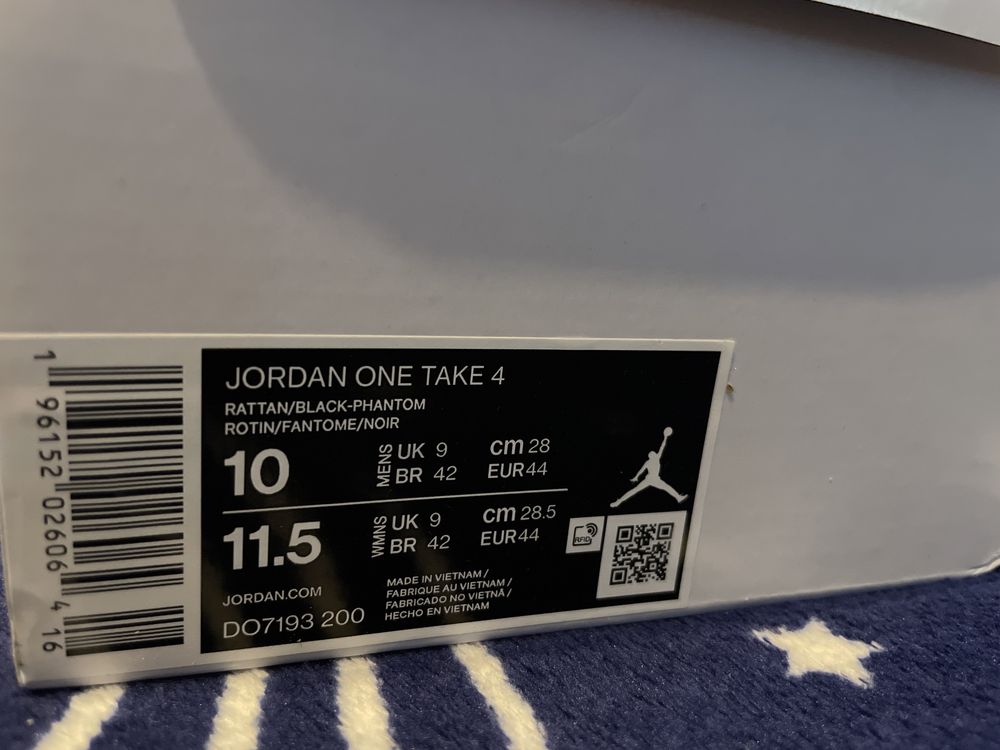 JORDAN ONE TAKE 4
RATTAN/BLACK-PHANTOM
ROTIN/FANTOME/NOIR
10 MENS UK 9 cm 28
BR 42 EUR 44
11.5 WMNS UK 9 cm 28.5
BR 42 EUR 44
RFID
JORDAN.COM
DO7193 200
MADE IN VIETNAM /
FABRIQUE AU VIETNAM /
FABRICADO NO VIETNÃ /
HECHO EN VIETNAM
1 96152 02606 4 16